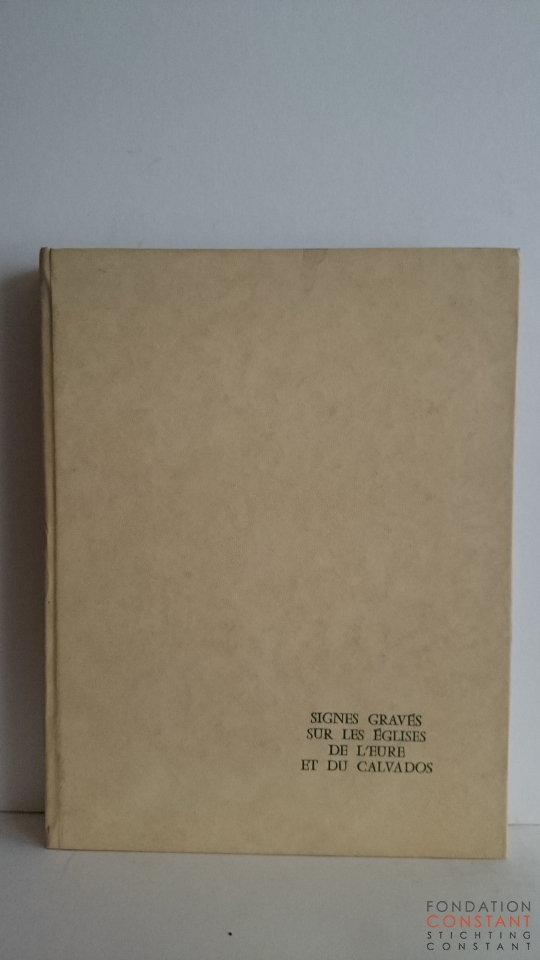 SIGNES GRAVÉS
SUR LES ÉGLISES
DE L'EURE
ET DU CALVADOS
FONDATION
CONSTANT
STICHTING
CONSTANT